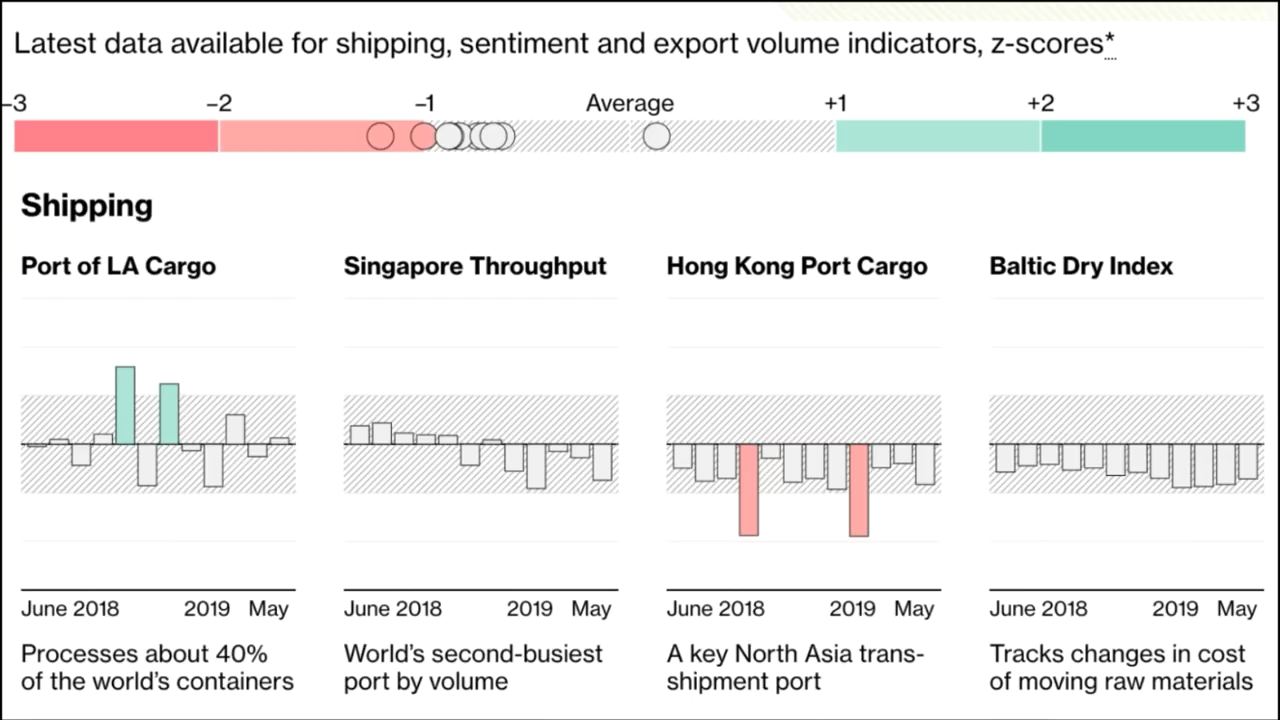 Latest data available for shipping, sentiment and export volume indicators, z-scores*
–3 –2 –1 Average +1 +2 +3
Shipping
Port of LA Cargo
Singapore Throughput
Hong Kong Port Cargo
Baltic Dry Index
June 2018 2019 May
June 2018 2019 May
June 2018 2019 May
June 2018 2019 May
Processes about 40%
of the world’s containers
World’s second-busiest
port by volume
A key North Asia trans-
shipment port
Tracks changes in cost
of moving raw materials